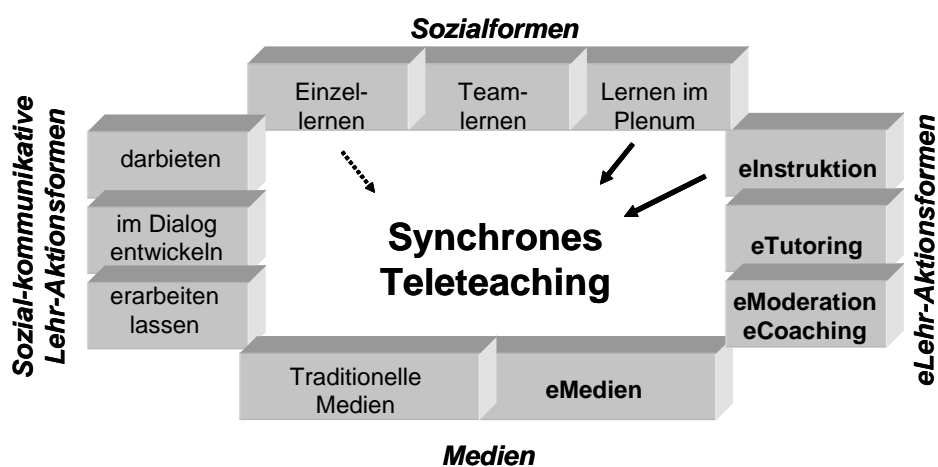 Sozialformen
Einzel-
lernen
Team-
lernen
Lernen im
Plenum
Sozial-kommunikative
Lehr-Aktionsformen
darbieten
im Dialog
entwickeln
erarbeiten
lassen
Synchrones
Teleteaching
eInstruktion
eTutoring
eModeration
eCoaching
eLehr-Aktionsformen
Traditionelle
Medien
eMedien
Medien